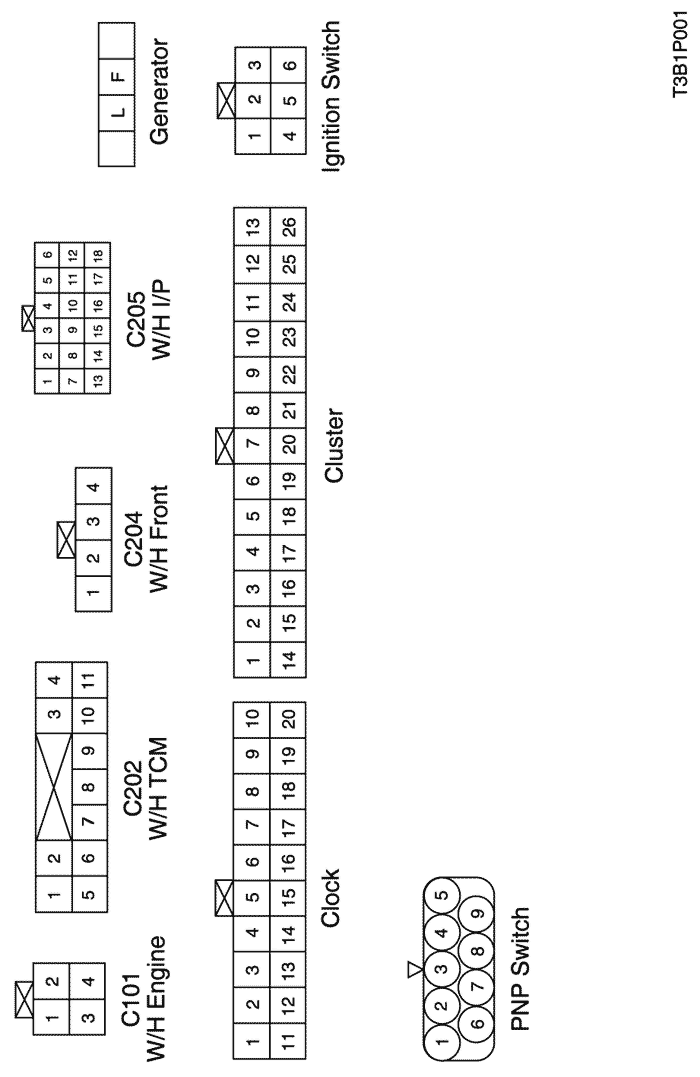 1 2
3 4
C101
W/H Engine
1 2 3 4
5 6 7 8 9 10 11
C202
W/H TCM
1 2 3 4
C204
W/H Front
1 2 3 4 5 6
7 8 9 10 11 12
13 14 15 16 17 18
C205
W/H I/P
L F
Generator
1 2 3 4 5 6 7 8 9 10
11 12 13 14 15 16 17 18 19 20
Clock
1 2 3 4 5 6 7 8 9 10 11 12 13
14 15 16 17 18 19 20 21 22 23 24 25 26
Cluster
1 2 3
4 5 6
Ignition Switch
1 2 3 4 5
6 7 8 9
PNP Switch
T3B1P001